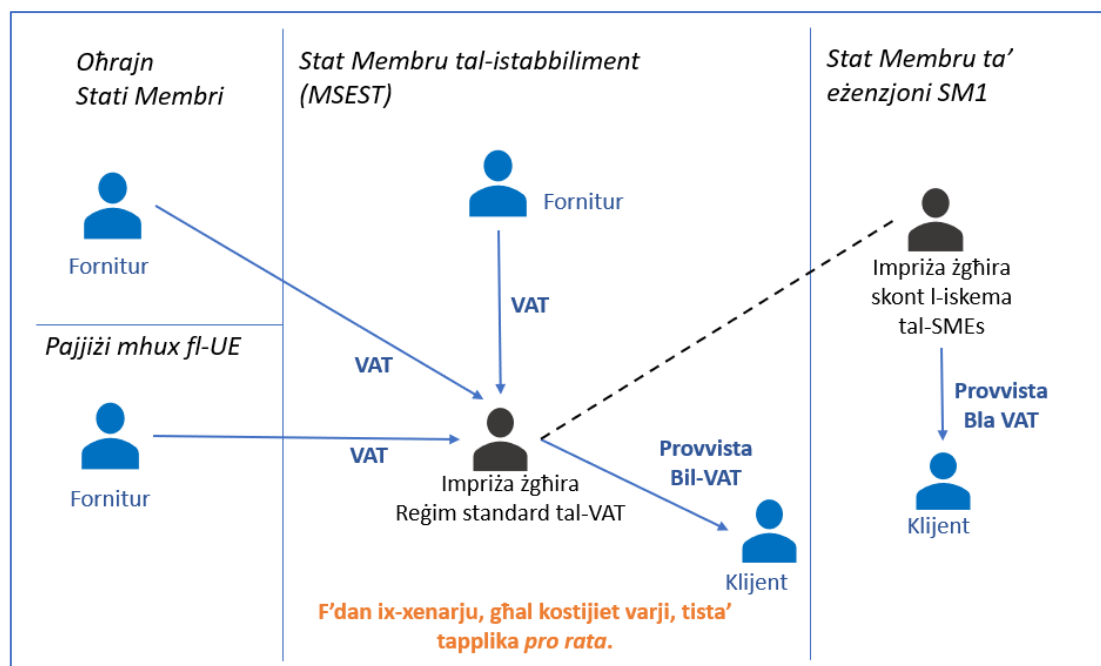 Oħrajn
Stati Membri
Fornitur
Pajjiżi mhux fl-UE
Fornitur
Stat Membru tal-istabbiliment
(MSEST)
Fornitur
VAT
VAT
VAT
Impriża żgħira
Reġim standard tal-VAT
Provvista
Bil-VAT
Klijent
F’dan ix-xenarju, għal kostijiet varji, tista’
tapplika pro rata.
Stat Membru ta’
eżenzjoni SM1
Impriża żgħira
skont l-iskema
tal-SMEs
Provvista
Bla VAT
Klijent